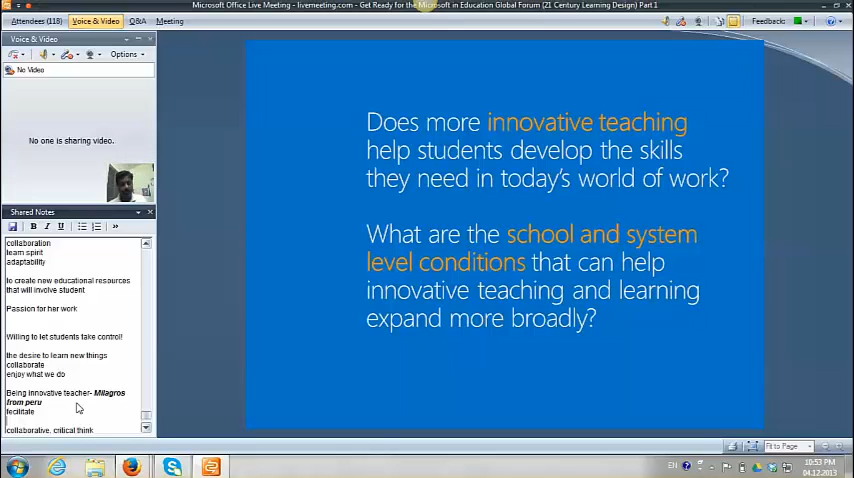 Microsoft Office Live Meeting - livemeeting.com - Get Ready for the Microsoft in Education Global Forum (21 Century Learning Design) Part 1
Attendees (118) Voice & Video Q&A Meeting
Feedback:
Voice & Video
Options
No Video
No one is sharing video.
Shared Notes
B I U
collaboration
learn spirit
adaptability
to create new educational resources
that will involve student
Passion for her work
Willing to let students take control!
the desire to learn new things
collaborate
enjoy what we do
Being innovative teacher- Milagros
from peru
fecilitate
collaborative, critical think
Does more innovative teaching
help students develop the skills
they need in today's world of work?
What are the school and system
level conditions that can help
innovative teaching and learning
expand more broadly?
Fit to Page
EN
10:53 PM
04.12.2013